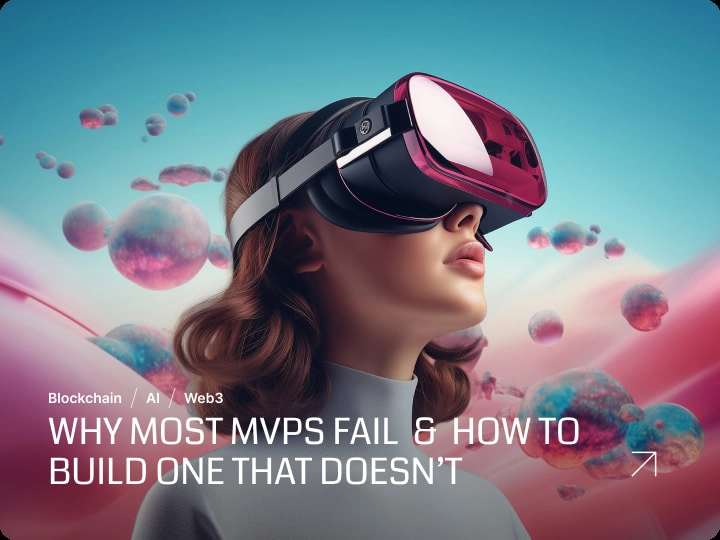 Blockchain / AI / Web3
WHY MOST MVPS FAIL & HOW TO
BUILD ONE THAT DOESN'T